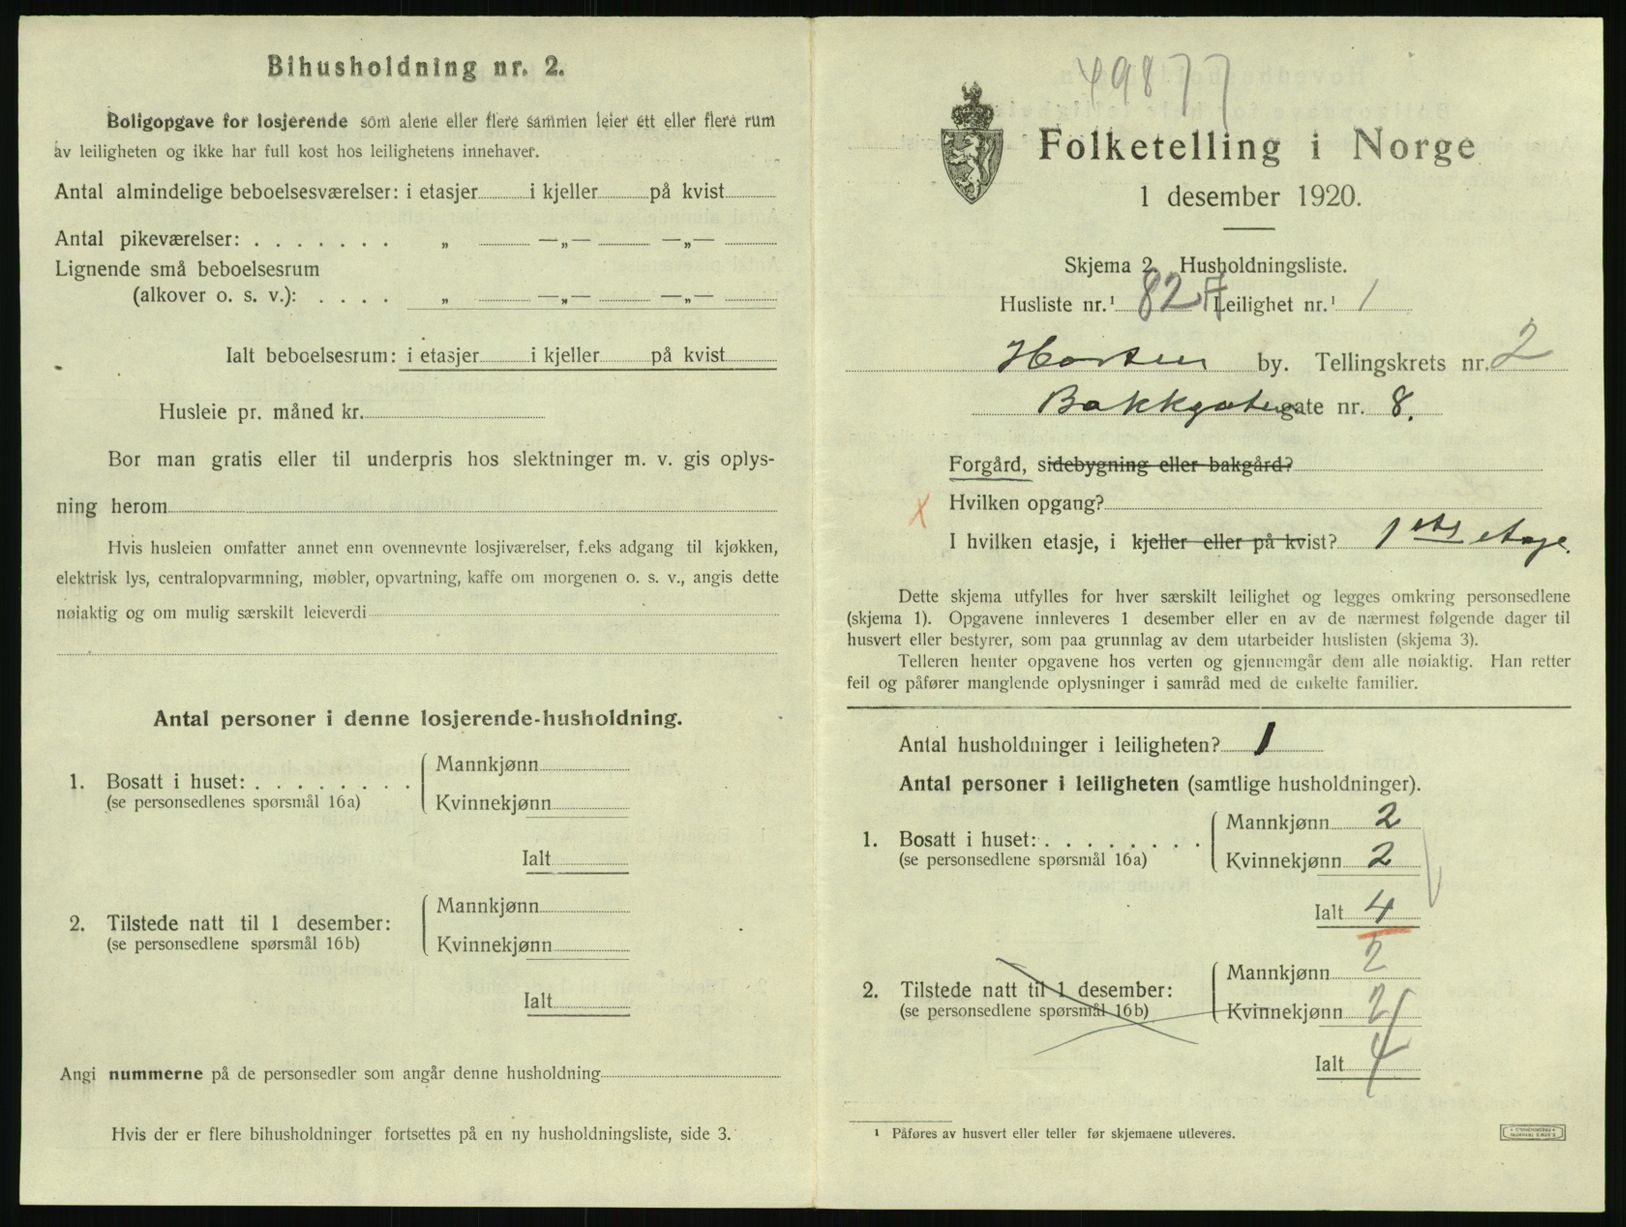 Bihusholdning nr. 2.
Boligopgave for losjerende som alene eller flere sammen leier ett eller flere rum
av leiligheten og ikke har full kost hos leilighetens innehaver.
Antal almindelige beboelsesværelser: i etasjer i kjeller på kvist
Antal pikeværelser: . . . . . . . „ —„— —„—
Lignende små beboelsesrum
(alkover o. s. v.): . . . . „ —„— —„—
Ialt beboelsesrum: i etasjer i kjeller på kvist
Husleie pr. måned kr.
Bor man gratis eller til underpris hos slektninger m. v. gis oplys-
ning herom
Hvis husleien omfatter annet enn ovennevnte losjiværelser, f.eks adgang til kjøkken,
elektrisk lys, centralopvarmning, møbler, opvartning, kaffe om morgenen o. s. v., angis dette
nøiaktig og om mulig særskilt leieverdi
Antal personer i denne losjerende-husholdning.
1. Bosatt i huset: . . . . . . . . Mannkjønn
(se personsedlenes spørsmål 16a) Kvinnekjønn
Ialt
2. Tilstede natt til 1 desember: Mannkjønn
(se personsedlene spørsmål 16b) Kvinnekjønn
Ialt
Angi nummerne på de personsedler som angår denne husholdning
Hvis der er flere bihusholdninger fortsettes på en ny husholdningsliste, side 3.
49877
Folketelling i Norge
1 desember 1920.
Skjema 2. Husholdningsliste.
Husliste nr.¹ 827 Leilighet nr.¹ 1
Horten by. Tellingskrets nr. 2
Bakkgaten gate nr. 8.
Forgård, sidebygning eller bakgård?
x Hvilken opgang?
I hvilken etasje, i kjeller eller på kvist? 1ste etage.
Dette skjema utfylles for hver særskilt leilighet og legges omkring personsedlene
(skjema 1). Opgavene innleveres 1 desember eller en av de nærmest følgende dager til
husvert eller bestyrer, som paa grunnlag av dem utarbeider huslisten (skjema 3).
Telleren henter opgavene hos verten og gjennemgår dem alle nøiaktig. Han retter
feil og påfører manglende oplysninger i samråd med de enkelte familier.
Antal husholdninger i leiligheten? 1
Antal personer i leiligheten (samtlige husholdninger).
1. Bosatt i huset: . . . . . . . . Mannkjønn 2
(se personsedlene spørsmål 16a) Kvinnekjønn 2
Ialt 4
2. Tilstede natt til 1 desember: Mannkjønn 2
(se personsedlene spørsmål 16b) Kvinnekjønn 2
Ialt 4
¹ Påføres av husvert eller teller før skjemaene utleveres.